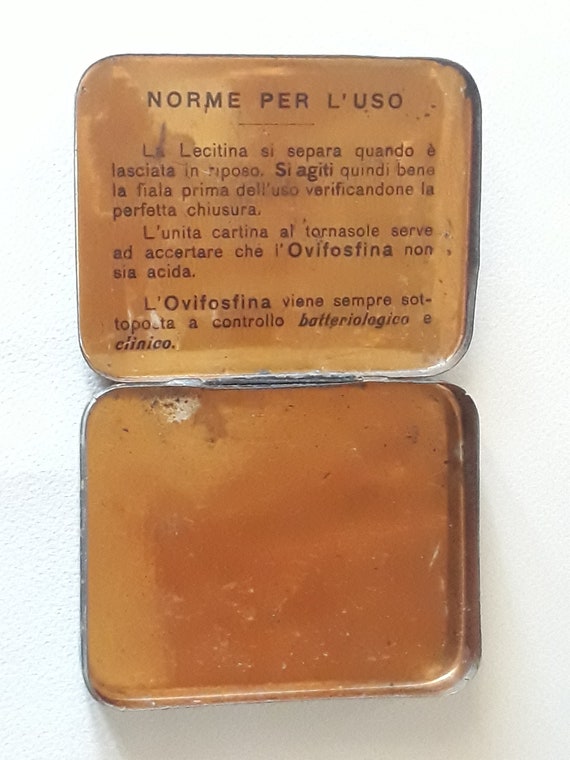 NORME PER L'USO
La Lecitina si separa quando è
lasciata in riposo. Si agiti quindi bene
la fiala prima dell'uso verificandone la
perfetta chiusura.
L'unita cartina al tornasole serve
ad accertare che l'Ovifosfina non
sia acida.
L'Ovifosfina viene sempre sot-
toposta a controllo batteriologico e
clinico.